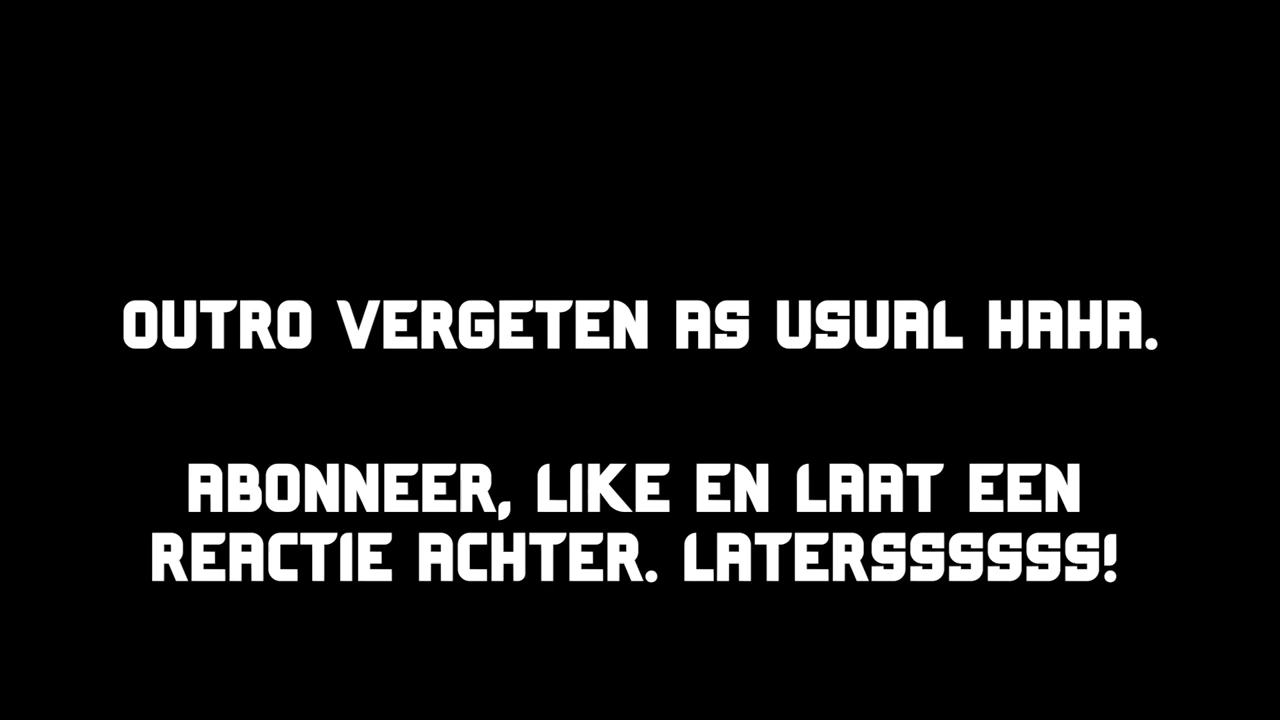 OUTRO VERGETEN AS USUAL HAHA.
ABONNEER, LIKE EN LAAT EEN
REACTIE ACHTER. LATERSSSSSS!